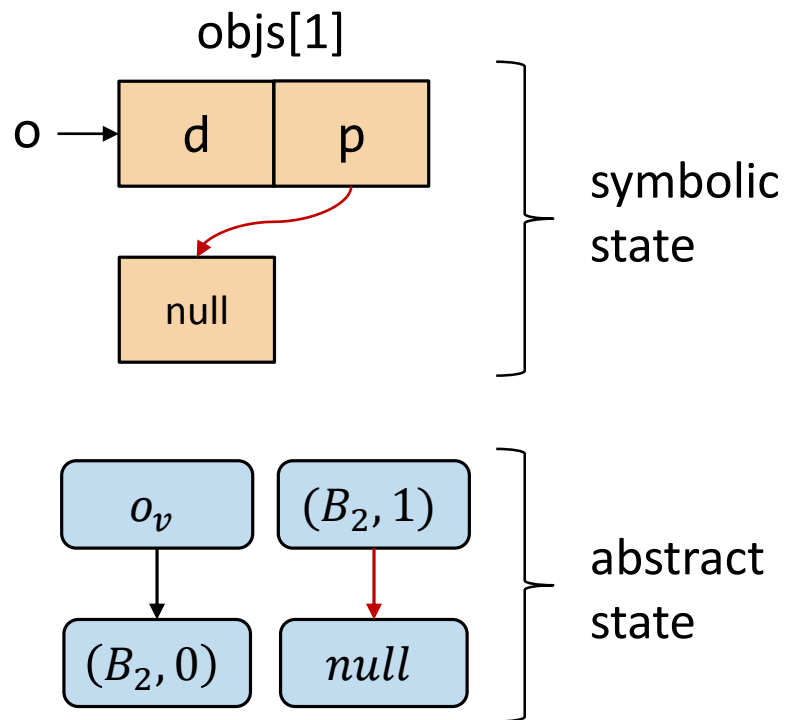 objs[1]
o
d
p
null
symbolic
state
o_v
(B_2, 1)
(B_2, 0)
null
abstract
state